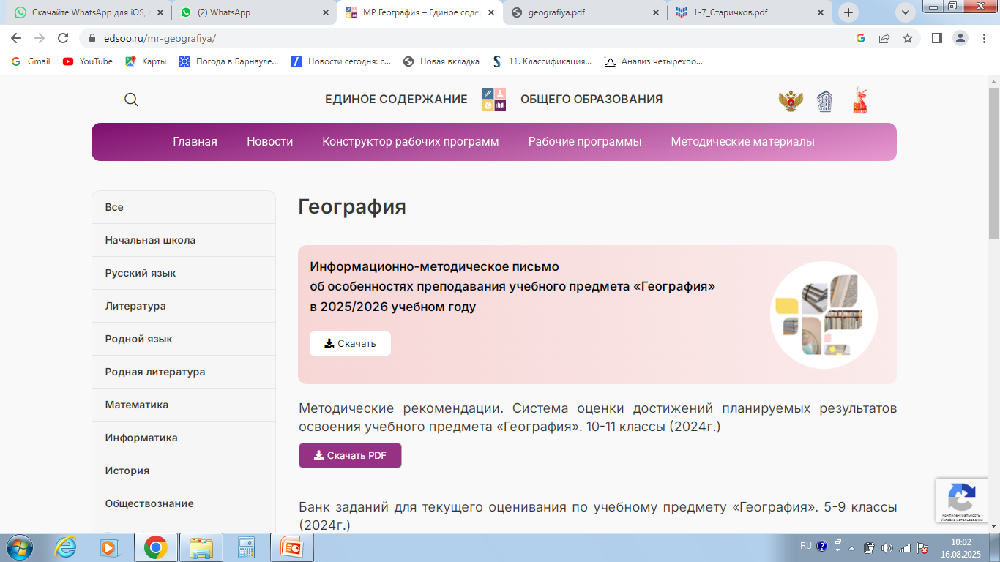 Скачайте WhatsApp для iOS,
(2) WhatsApp
МР География – Единое содер
geografiya.pdf
1-7_Старичков.pdf
edsoo.ru/mr-geografiya/
Gmail
YouTube
Карты
Погода в Барнауле...
Новости сегодня: с...
Новая вкладка
11. Классификация...
Анализ четырехпо...
ЕДИНОЕ СОДЕРЖАНИЕ
ОБЩЕГО ОБРАЗОВАНИЯ
Главная
Новости
Конструктор рабочих программ
Рабочие программы
Методические материалы
Все
Начальная школа
Русский язык
Литература
Родной язык
Родная литература
Математика
Информатика
История
Обществознание
География
Информационно-методическое письмо
об особенностях преподавания учебного предмета «География»
в 2025/2026 учебном году
Скачать
Методические рекомендации. Система оценки достижений планируемых результатов
освоения учебного предмета «География». 10-11 классы (2024г.)
Скачать PDF
Банк заданий для текущего оценивания по учебному предмету «География». 5-9 классы
(2024г.)
Конфиденциальность -
Условия использования
RU
10:02
16.08.2025